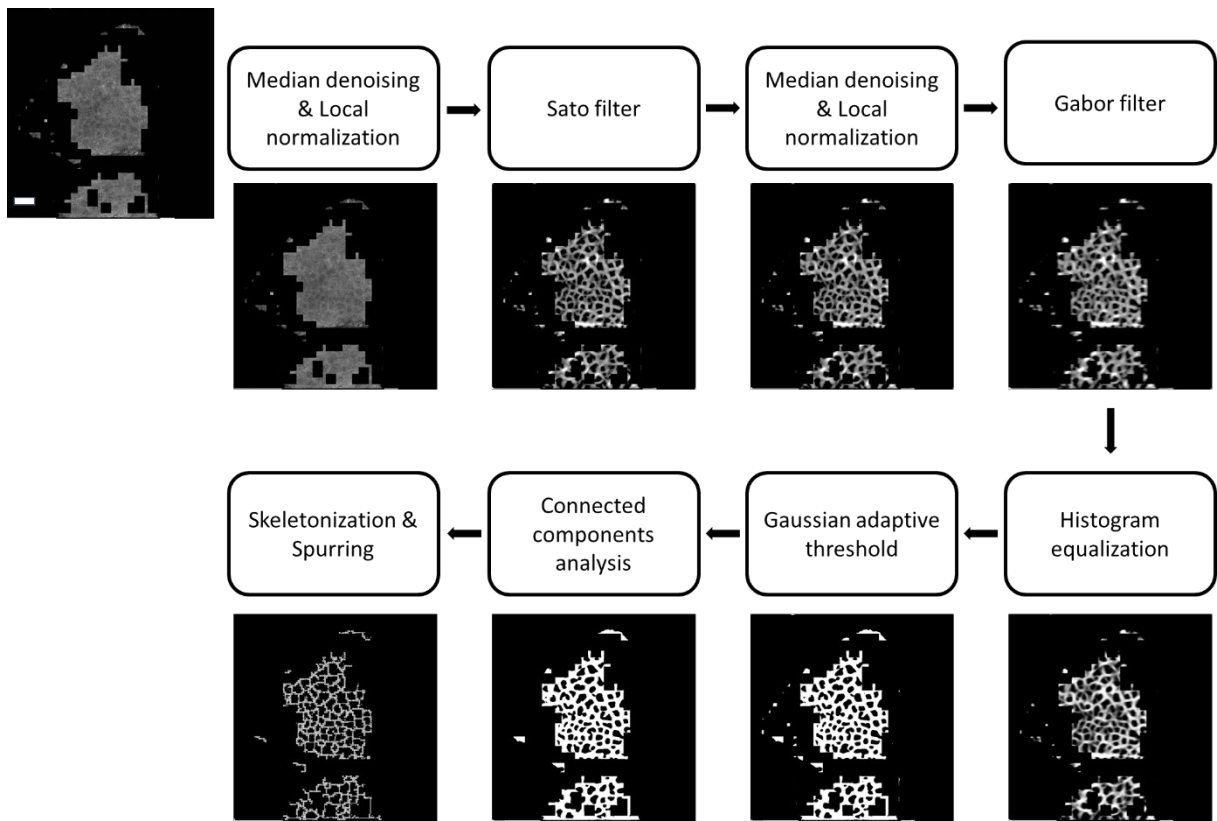 Median denoising
& Local
normalization
Sato filter
Median denoising
& Local
normalization
Gabor filter
Skeletonization &
Spurring
Connected
components
analysis
Gaussian adaptive
threshold
Histogram
equalization